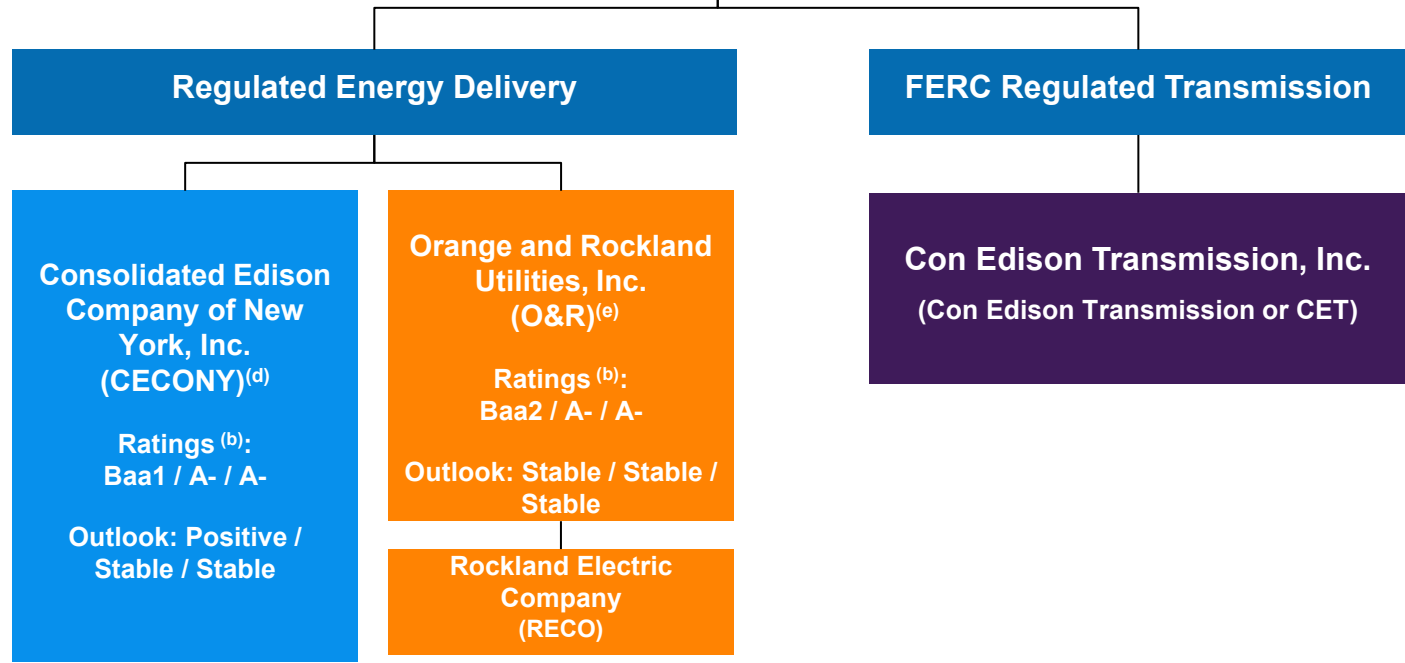 Regulated Energy Delivery
FERC Regulated Transmission
Consolidated Edison
Company of New
York, Inc.
(CECONY)(d)
Ratings (b):
Baa1 / A- / A-
Outlook: Positive /
Stable / Stable
Orange and Rockland
Utilities, Inc.
(O&R)(e)
Ratings (b):
Baa2 / A- / A-
Outlook: Stable / Stable /
Stable
Rockland Electric
Company
(RECO)
Con Edison Transmission, Inc.
(Con Edison Transmission or CET)